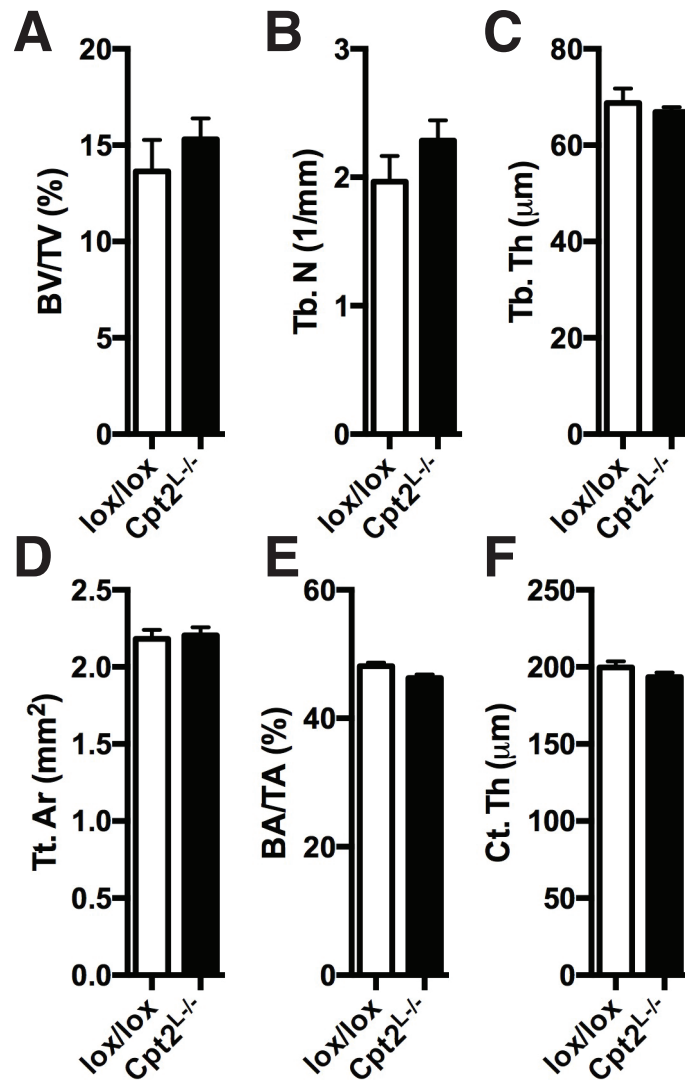 A
BV/TV (%)
20
15
10
5
0
lox/lox
Cpt2L-/-
B
Tb. N (1/mm)
3
2
1
0
lox/lox
Cpt2L-/-
C
Tb. Th (μm)
80
60
40
20
0
lox/lox
Cpt2L-/-
D
Tt. Ar (mm2)
2.5
2.0
1.5
1.0
0.5
0.0
lox/lox
Cpt2L-/-
E
BA/TA (%)
60
40
20
0
lox/lox
Cpt2L-/-
F
Ct. Th (μm)
250
200
150
100
50
0
lox/lox
Cpt2L-/-